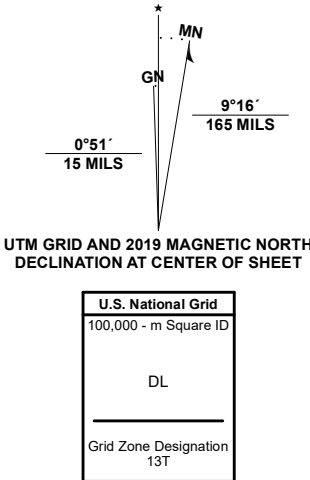 MN
GN
9°16´
165 MILS
0°51´
15 MILS
UTM GRID AND 2019 MAGNETIC NORTH
DECLINATION AT CENTER OF SHEET
U.S. National Grid
100,000 - m Square ID
DL
Grid Zone Designation
13T